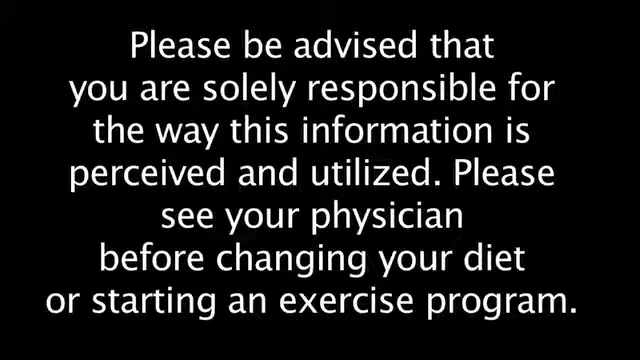 Please be advised that
you are solely responsible for
the way this information is
perceived and utilized. Please
see your physician
before changing your diet
or starting an exercise program.